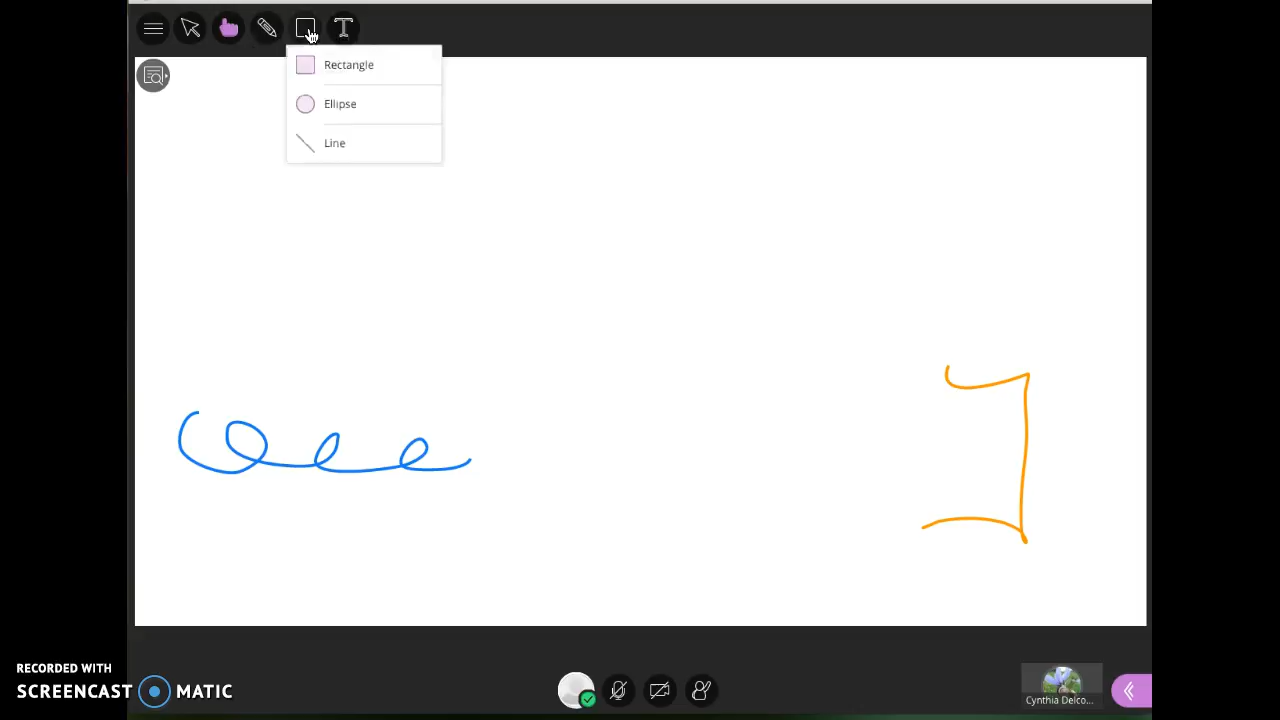 T
Rectangle
Ellipse
Line
RECORDED WITH
SCREENCAST MATIC
Cynthia Delco...